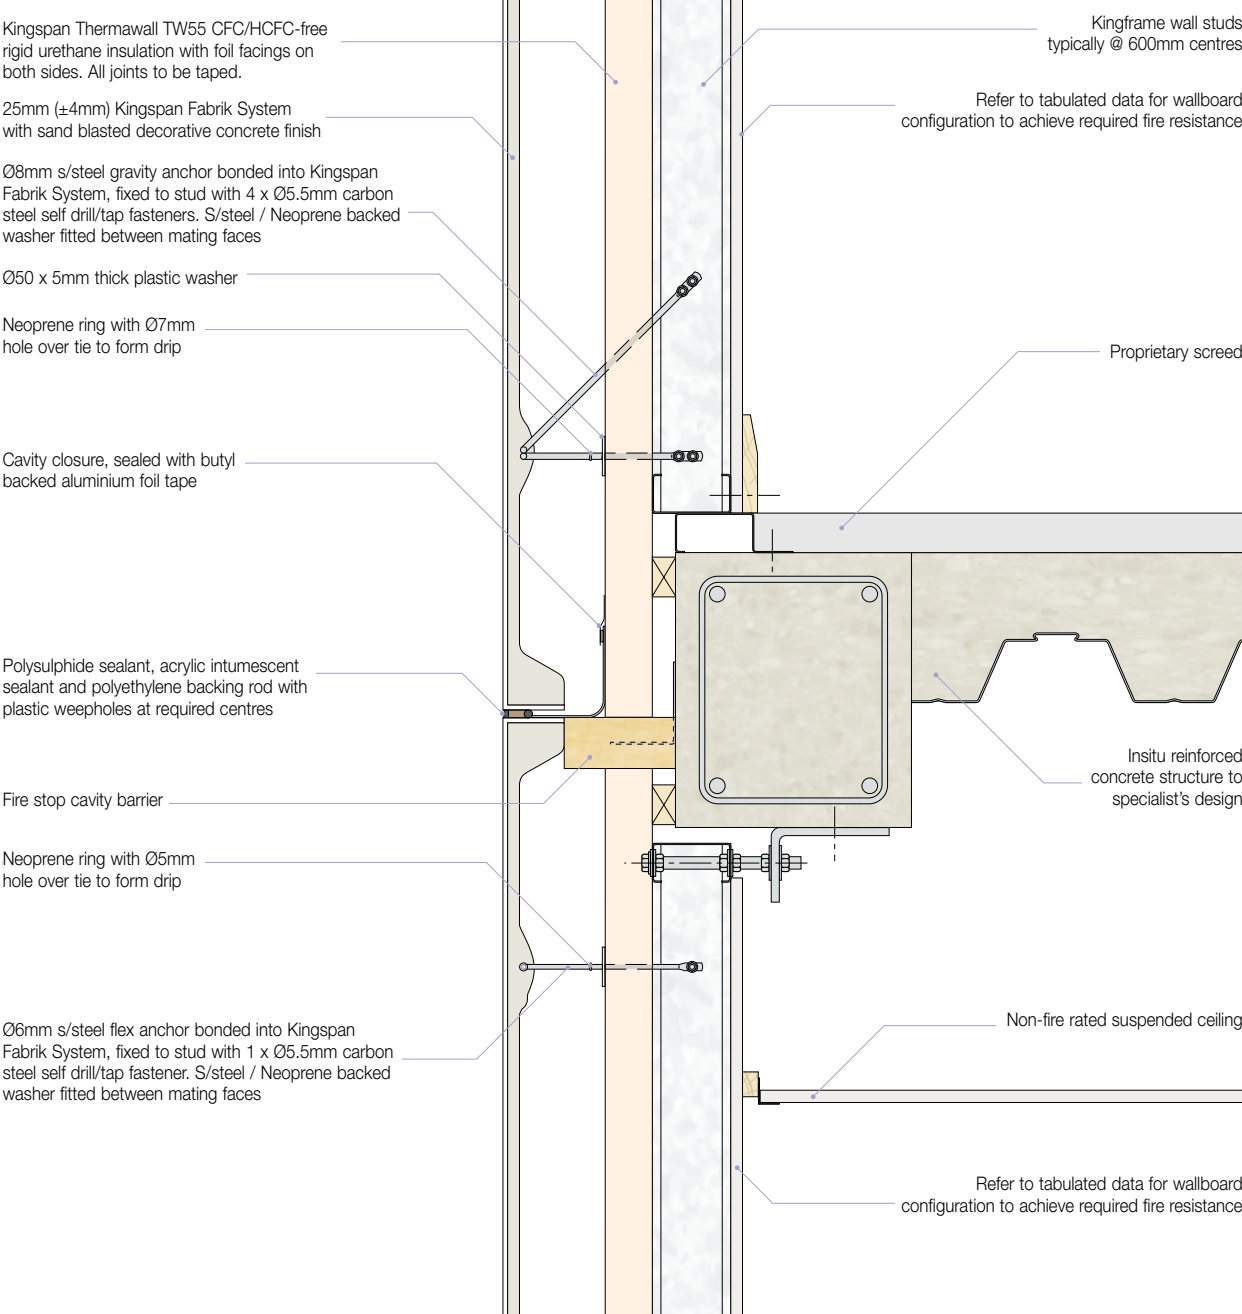 Kingspan Thermawall TW55 CFC/HCFC-free
rigid urethane insulation with foil facings on
both sides. All joints to be taped.
25mm (±4mm) Kingspan Fabrik System
with sand blasted decorative concrete finish
Ø8mm s/steel gravity anchor bonded into Kingspan
Fabrik System, fixed to stud with 4 x Ø5.5mm carbon
steel self drill/tap fasteners. S/steel / Neoprene backed
washer fitted between mating faces
Ø50 x 5mm thick plastic washer
Neoprene ring with Ø7mm
hole over tie to form drip
Cavity closure, sealed with butyl
backed aluminium foil tape
Polysulphide sealant, acrylic intumescent
sealant and polyethylene backing rod with
plastic weepholes at required centres
Fire stop cavity barrier
Neoprene ring with Ø5mm
hole over tie to form drip
Ø6mm s/steel flex anchor bonded into Kingspan
Fabrik System, fixed to stud with 1 x Ø5.5mm carbon
steel self drill/tap fastener. S/steel / Neoprene backed
washer fitted between mating faces
Kingframe wall studs
typically @ 600mm centres
Refer to tabulated data for wallboard
configuration to achieve required fire resistance
Proprietary screed
Insitu reinforced
concrete structure to
specialist's design
Non-fire rated suspended ceiling
Refer to tabulated data for wallboard
configuration to achieve required fire resistance